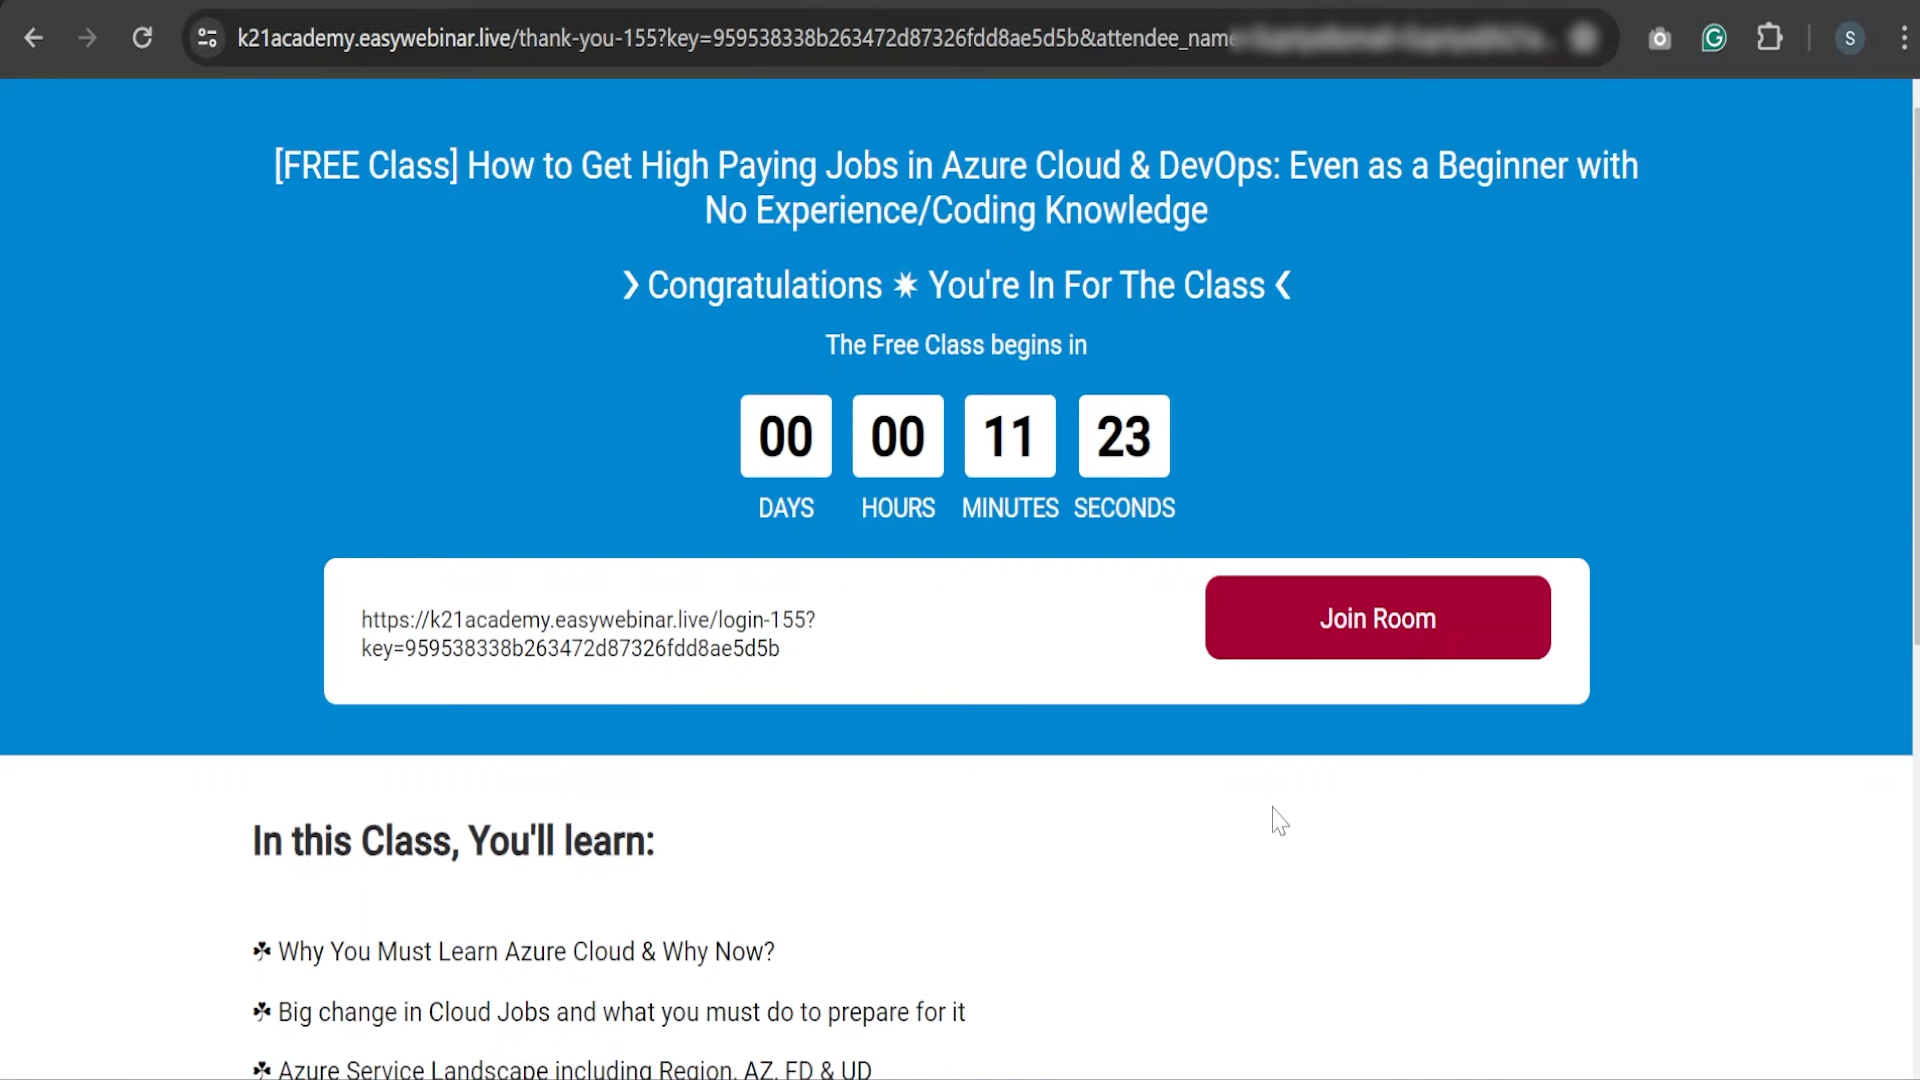 k21academy.easywebinar.live/thank-you-155?key=959538338b263472d87326fdd8ae5d5b&attendee_name
S
[FREE Class] How to Get High Paying Jobs in Azure Cloud & DevOps: Even as a Beginner with
No Experience/Coding Knowledge
❯ Congratulations ✷ You're In For The Class ❮
The Free Class begins in
00 00 11 23
DAYS HOURS MINUTES SECONDS
https://k21academy.easywebinar.live/login-155?
key=959538338b263472d87326fdd8ae5d5b
Join Room
In this Class, You'll learn:
☘ Why You Must Learn Azure Cloud & Why Now?
☘ Big change in Cloud Jobs and what you must do to prepare for it
☘ Azure Service Landscape including Region, AZ, FD & UD